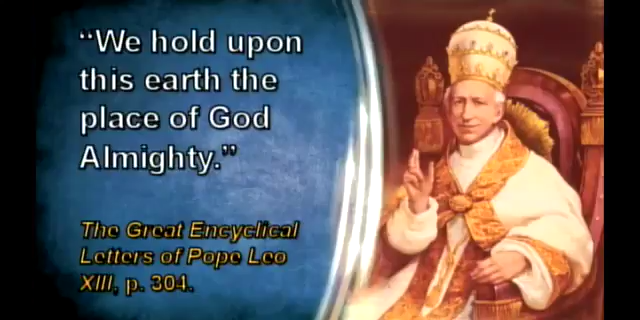 “We hold upon
this earth the
place of God
Almighty.”
The Great Encyclical
Letters of Pope Leo
XIII, p. 304.